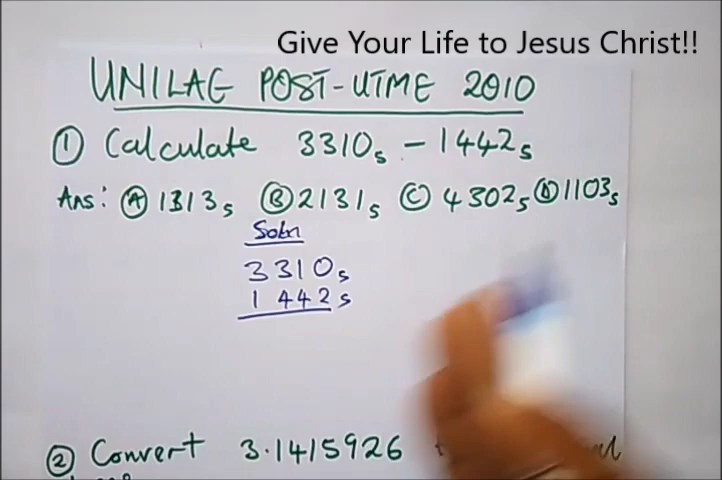 Give Your Life to Jesus Christ!!
UNILAG POST-UTME 2010
① Calculate 3310₅ − 1442₅
Ans: Ⓐ 1313₅ Ⓑ 2131₅ Ⓒ 4302₅ Ⓓ 1103₅
Soln
3310₅
1442₅
② Convert 3.1415926